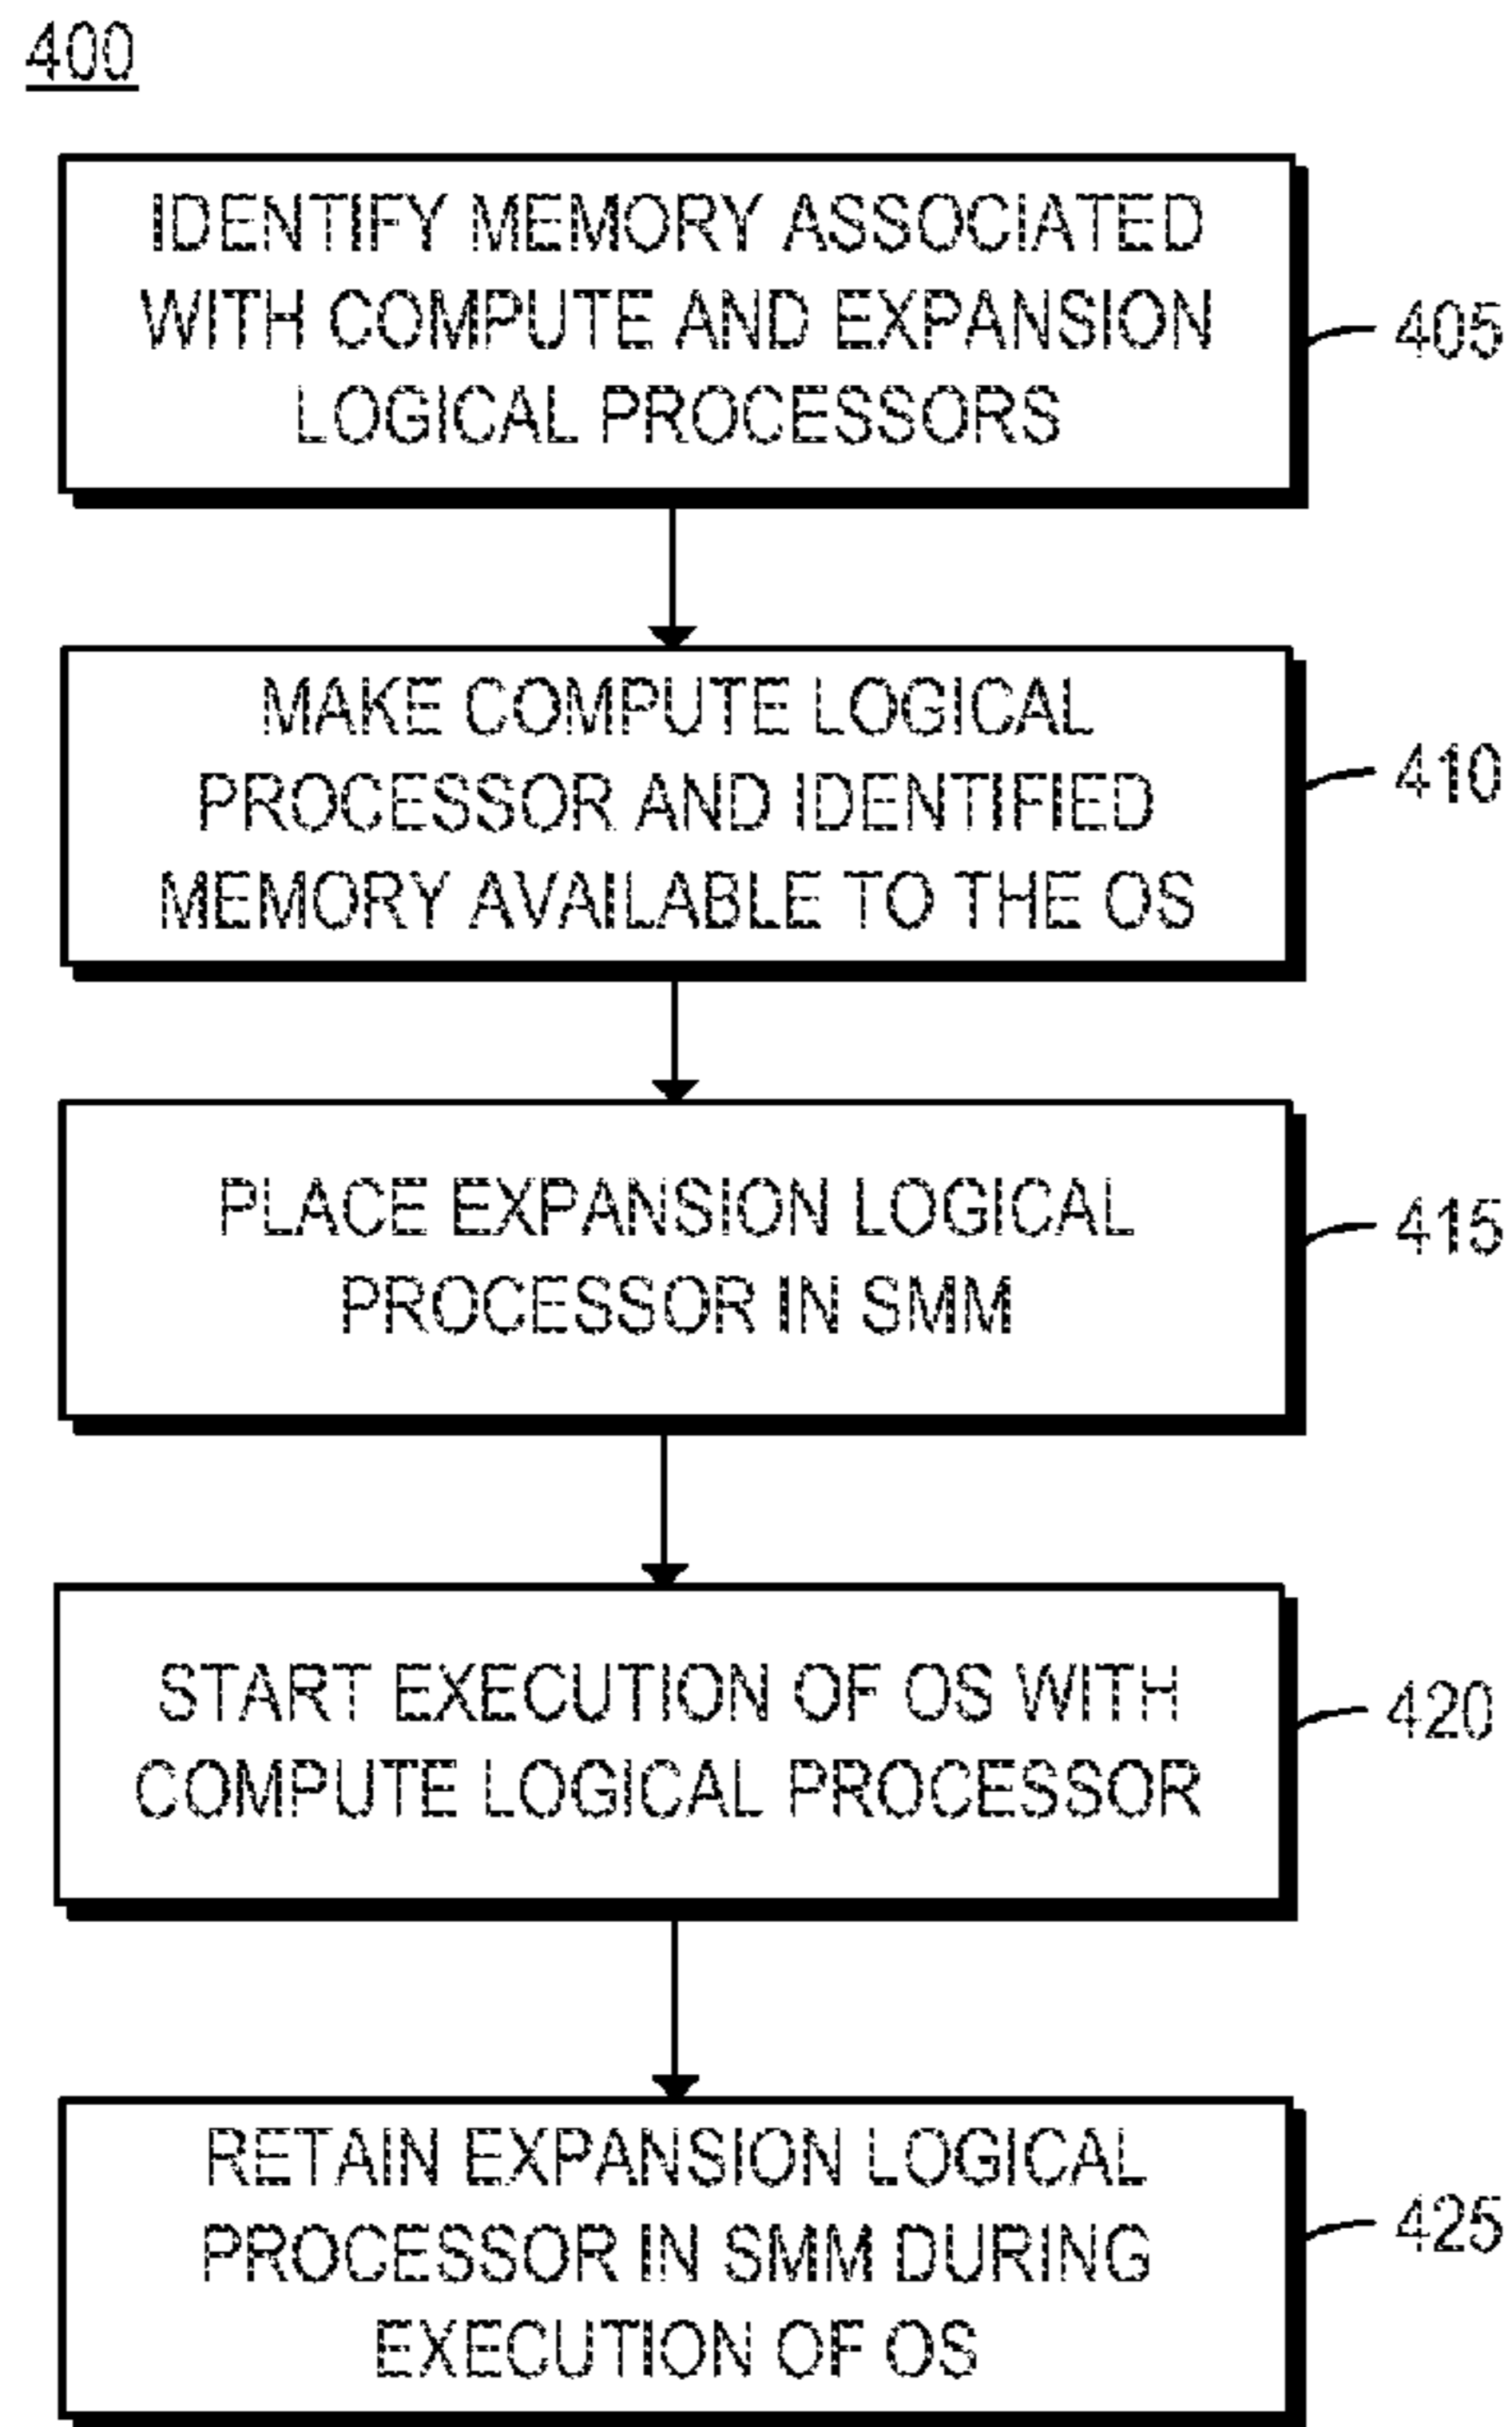 400
IDENTIFY MEMORY ASSOCIATED
WITH COMPUTE AND EXPANSION
LOGICAL PROCESSORS
405
MAKE COMPUTE LOGICAL
PROCESSOR AND IDENTIFIED
MEMORY AVAILABLE TO THE OS
410
PLACE EXPANSION LOGICAL
PROCESSOR IN SMM
415
START EXECUTION OF OS WITH
COMPUTE LOGICAL PROCESSOR
420
RETAIN EXPANSION LOGICAL
PROCESSOR IN SMM DURING
EXECUTION OF OS
425